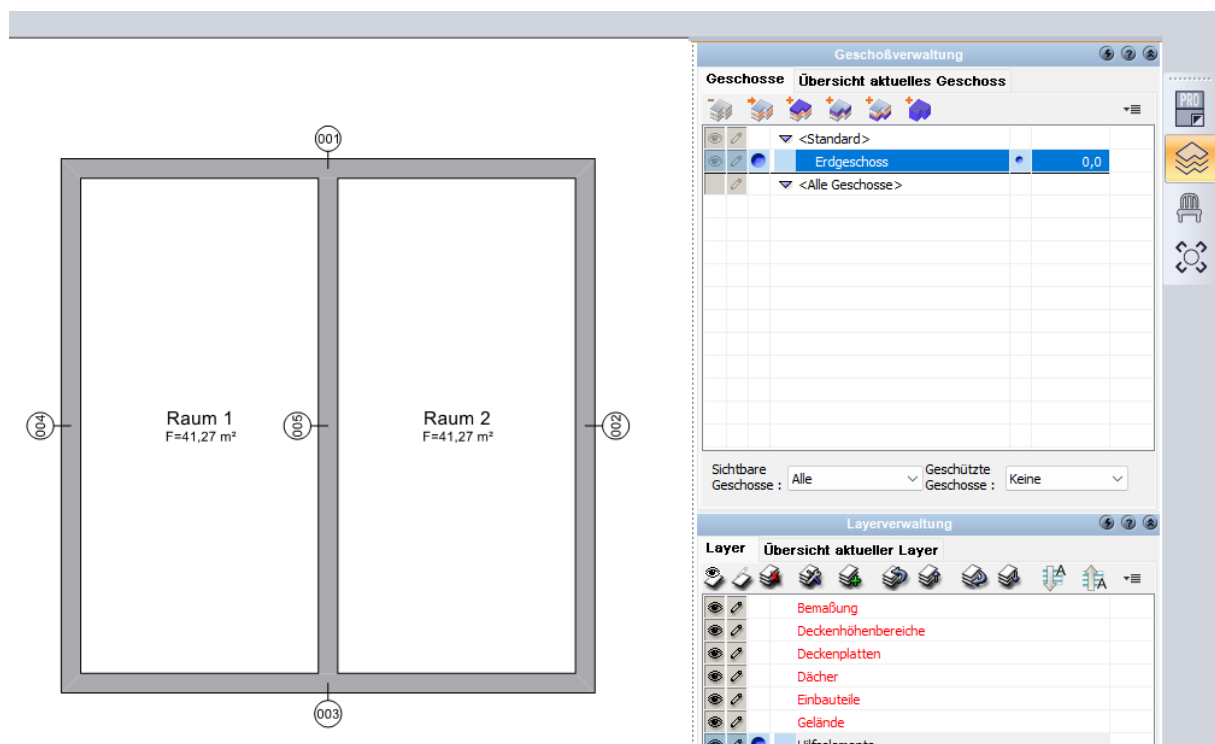 001
004
Raum 1
F=41,27 m²
005
Raum 2
F=41,27 m²
002
003
Geschoßverwaltung
Geschosse Übersicht aktuelles Geschoss
<Standard>
Erdgeschoss 0,0
<Alle Geschosse>
Sichtbare
Geschosse : Alle
Geschützte
Geschosse : Keine
Layerverwaltung
Layer Übersicht aktueller Layer
Bemaßung
Deckenhöhenbereiche
Deckenplatten
Dächer
Einbauteile
Gelände
Hilfselemente
PRO